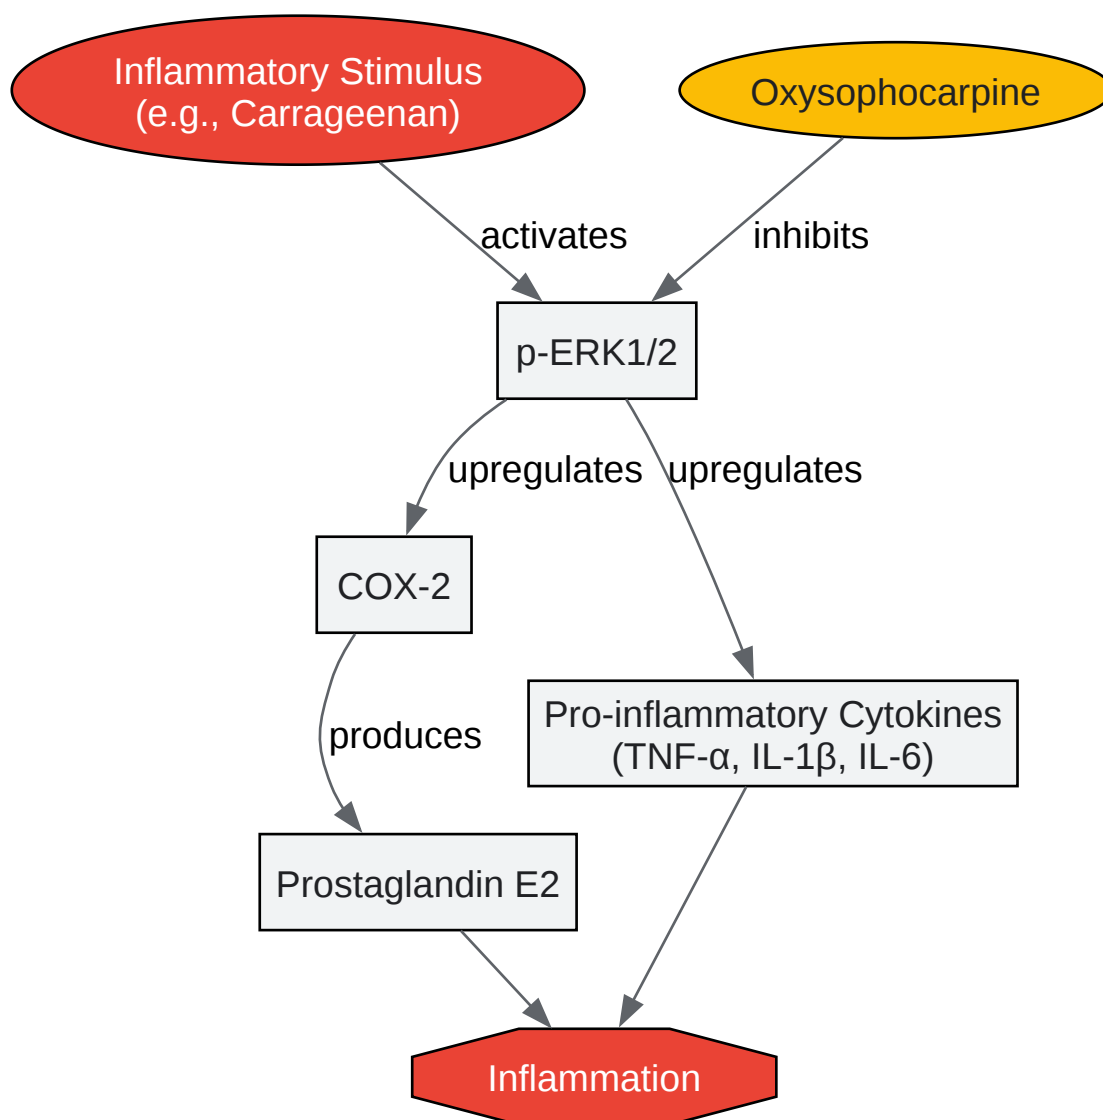 Inflammatory Stimulus
(e.g., Carrageenan)
Oxysophocarpine
activates
inhibits
p-ERK1/2
upregulates
upregulates
COX-2
Pro-inflammatory Cytokines
(TNF-α, IL-1β, IL-6)
produces
Prostaglandin E2
Inflammation